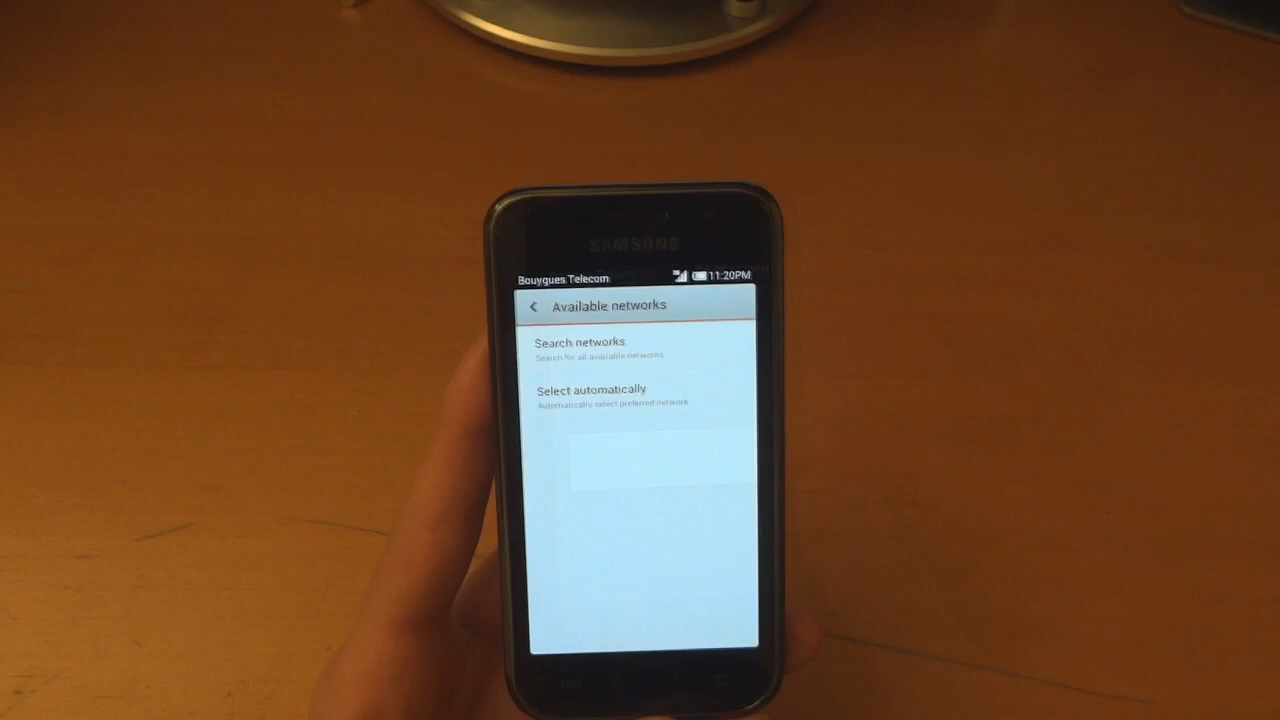 SAMSUNG
Bouygues Telecom 11:20PM
Available networks
Search networks
Search for all available networks
Select automatically
Automatically select preferred network